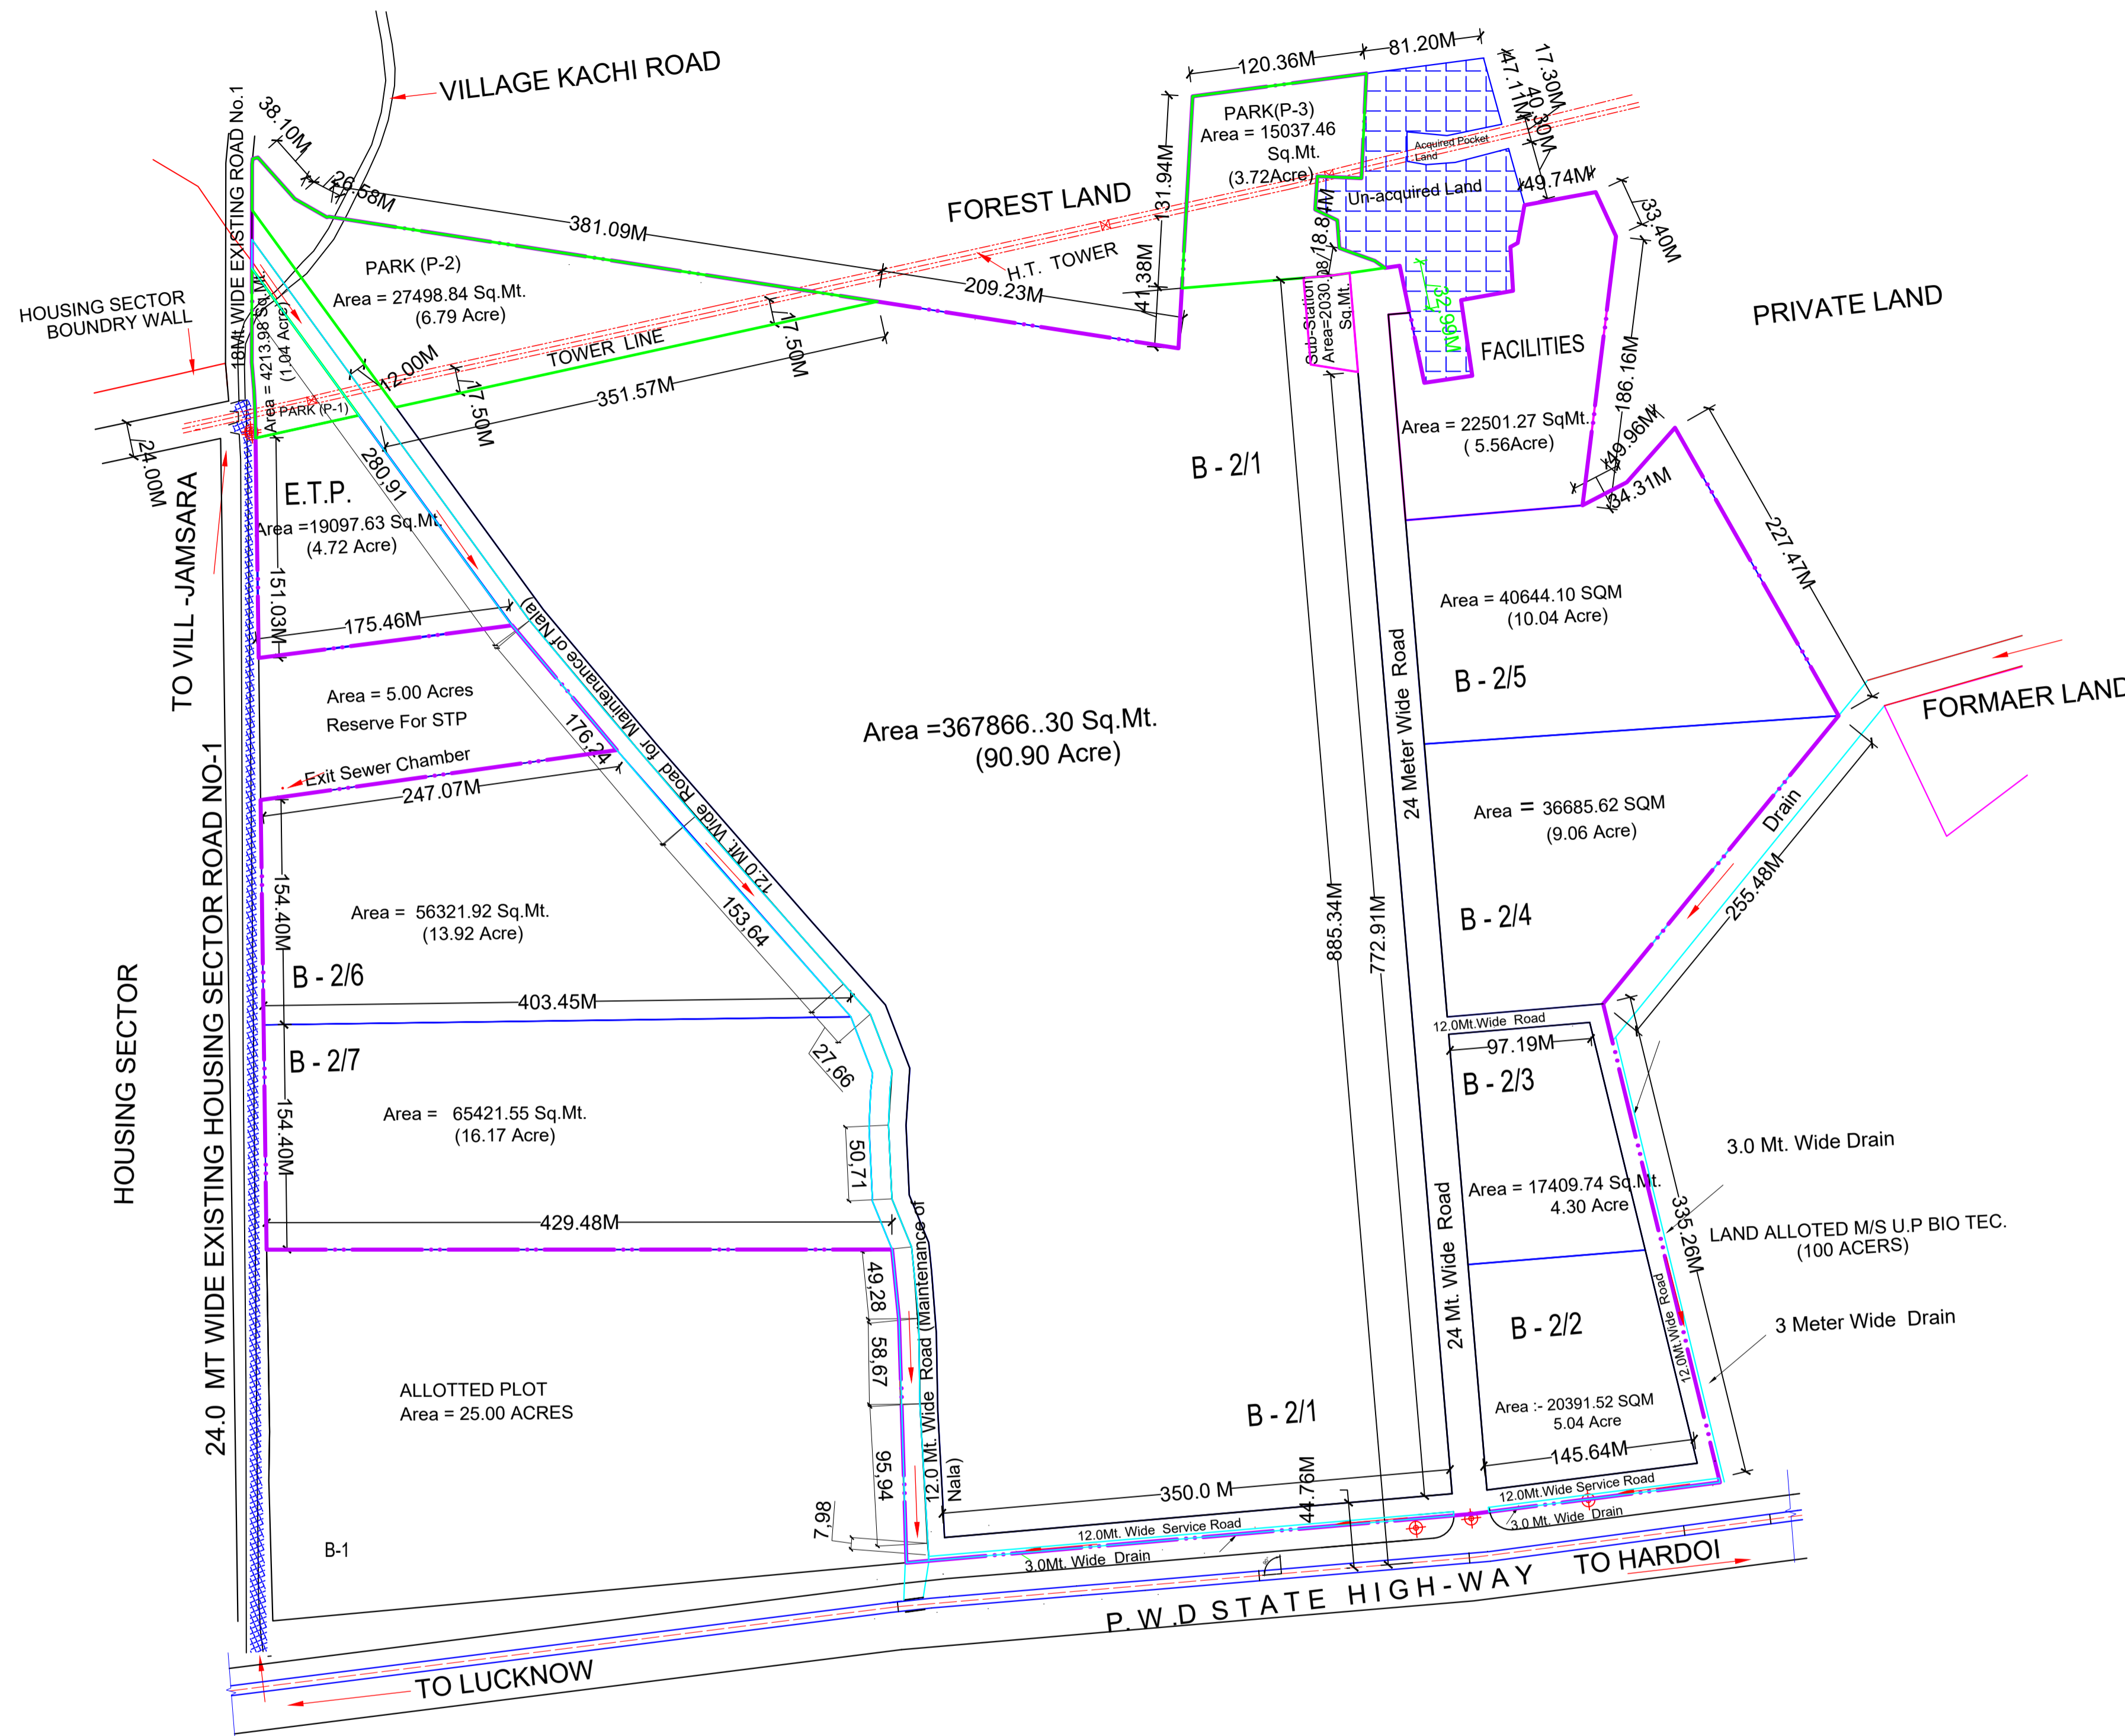 VILLAGE KACHI ROAD
18Mt.WIDE EXISTING ROAD No.1
38.10M
26.58M
381.09M
FOREST LAND
H.T. TOWER
209.23M
41.38M
131.94M
120.36M
81.20M
47.11M
17.30M
40.30M
49.74M
33.40M
PARK(P-3)
Area = 15037.46
Sq.Mt.
(3.72Acre)
Acquired Pocket
Land
Un-acquired Land
18.84M
32.99M
Sub-Station
Area=2030.08/
Sq.Mt.
FACILITIES
Area = 22501.27 SqMt.
( 5.56Acre)
186.16M
49.96M
34.31M
227.47M
PRIVATE LAND
FORMAER LAND
HOUSING SECTOR
BOUNDRY WALL
PARK (P-2)
Area = 27498.84 Sq.Mt.
(6.79 Acre)
Area = 4213.98 Sq.Mt.
(1.04 Acre)
PARK (P-1)
12.00M
TOWER LINE
17.50M
17.50M
351.57M
24.00M
TO VILL -JAMSARA
E.T.P.
Area =19097.63 Sq.Mt.
(4.72 Acre)
151.03M
280,91
175.46M
Area = 5.00 Acres
Reserve For STP
Exit Sewer Chamber
247.07M
176,24
12.0 Mt. Wide Road for Maintenance of Nala)
153,64
154.40M
Area = 56321.92 Sq.Mt.
(13.92 Acre)
B - 2/6
403.45M
B - 2/7
27,66
154.40M
Area = 65421.55 Sq.Mt.
(16.17 Acre)
50,71
429.48M
HOUSING SECTOR
24.0 MT WIDE EXISTING HOUSING SECTOR ROAD NO-1
ALLOTTED PLOT
Area = 25.00 ACRES
B-1
49,28
58,67
95,94
7,98
12.0 Mt. Wide Road (Maintenance of
Nala)
B - 2/1
Area =367866..30 Sq.Mt.
(90.90 Acre)
885.34M
772.91M
B - 2/1
350.0 M
44.76M
12.0Mt. Wide Service Road
3.0Mt. Wide Drain
24 Meter Wide Road
Area = 40644.10 SQM
(10.04 Acre)
B - 2/5
Area = 36685.62 SQM
(9.06 Acre)
B - 2/4
Drain
255.48M
12.0Mt.Wide Road
97.19M
B - 2/3
Area = 17409.74 Sq.Mt.
4.30 Acre
24 Mt. Wide Road
B - 2/2
Area :- 20391.52 SQM
5.04 Acre
145.64M
12.0Mt.Wide Road
335.26M
12.0Mt.Wide Service Road
3.0 Mt. Wide Drain
3.0 Mt. Wide Drain
LAND ALLOTED M/S U.P BIO TEC.
(100 ACERS)
3 Meter Wide Drain
P.W.D STATE HIGH-WAY
TO HARDOI
TO LUCKNOW